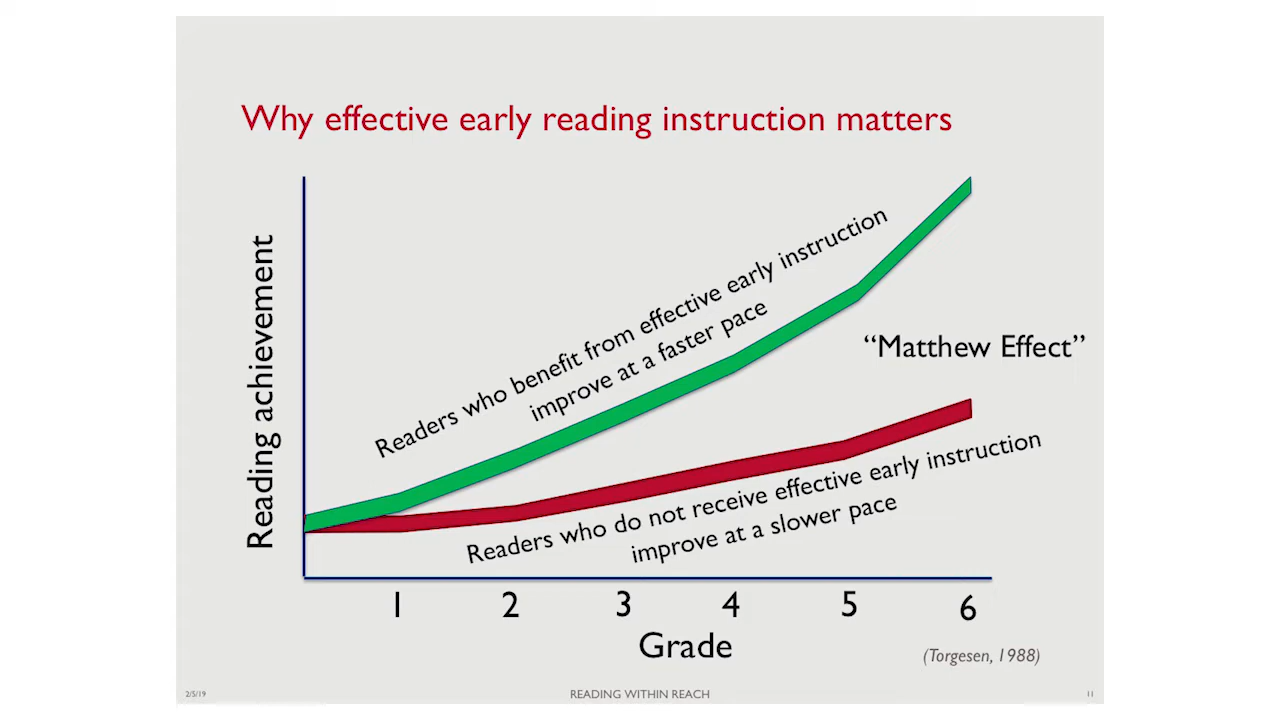 Why effective early reading instruction matters
Reading achievement
Readers who benefit from effective early instruction
improve at a faster pace
"Matthew Effect"
Readers who do not receive effective early instruction
improve at a slower pace
1 2 3 4 5 6
Grade
(Torgesen, 1988)
2/5/19 READING WITHIN REACH 11